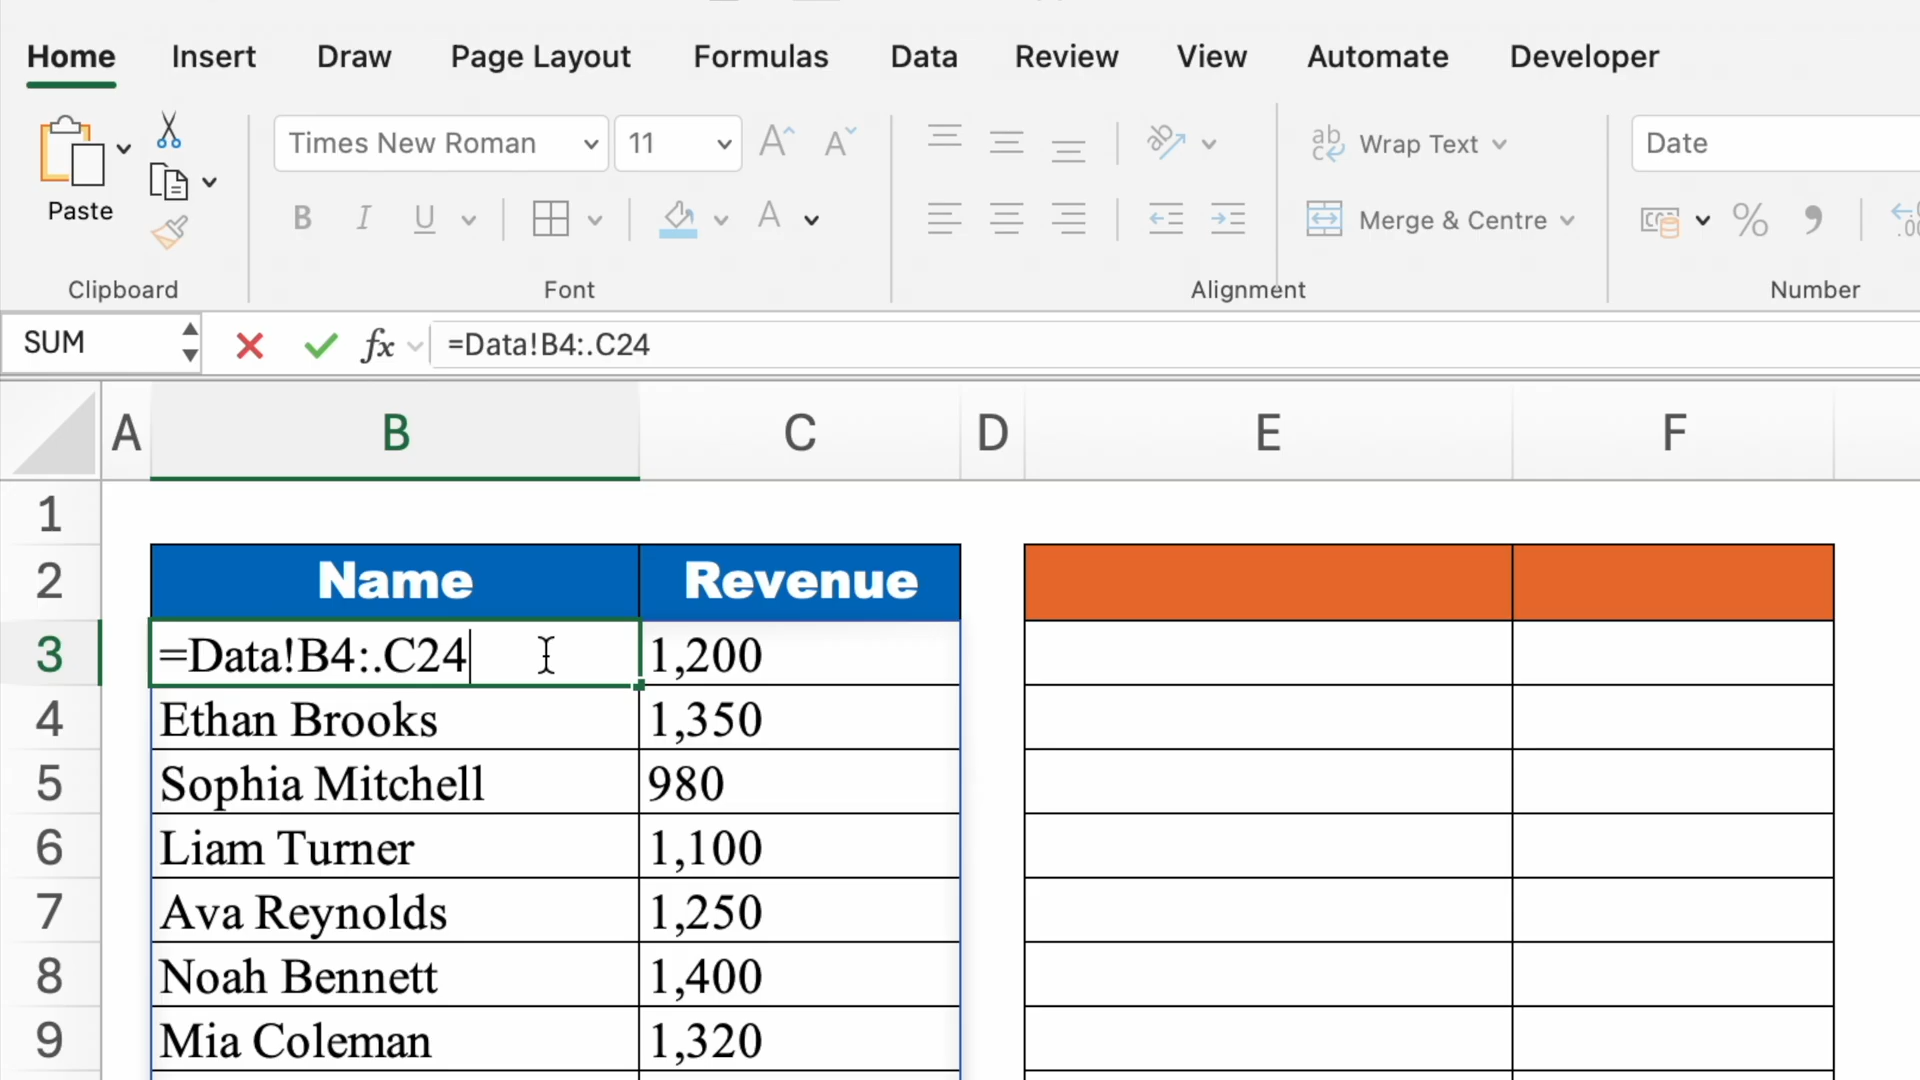 Home Insert Draw Page Layout Formulas Data Review View Automate Developer
Paste
Times New Roman 11
ab
c
Wrap Text
Date
B I U A
Merge & Centre
%
Clipboard Font Alignment Number
SUM fx =Data!B4:.C24
A B C D E F
1
2 Name Revenue
3 =Data!B4:.C24 1,200
4 Ethan Brooks 1,350
5 Sophia Mitchell 980
6 Liam Turner 1,100
7 Ava Reynolds 1,250
8 Noah Bennett 1,400
9 Mia Coleman 1,320